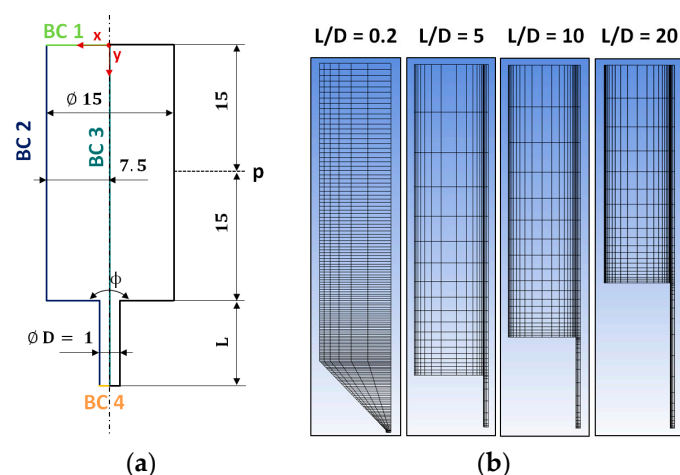 BC 1
x
y
Ø 15
15
BC 2
BC 3
7.5
p
15
ϕ
Ø D = 1
L
BC 4
(a)
L/D = 0.2 L/D = 5 L/D = 10 L/D = 20
(b)